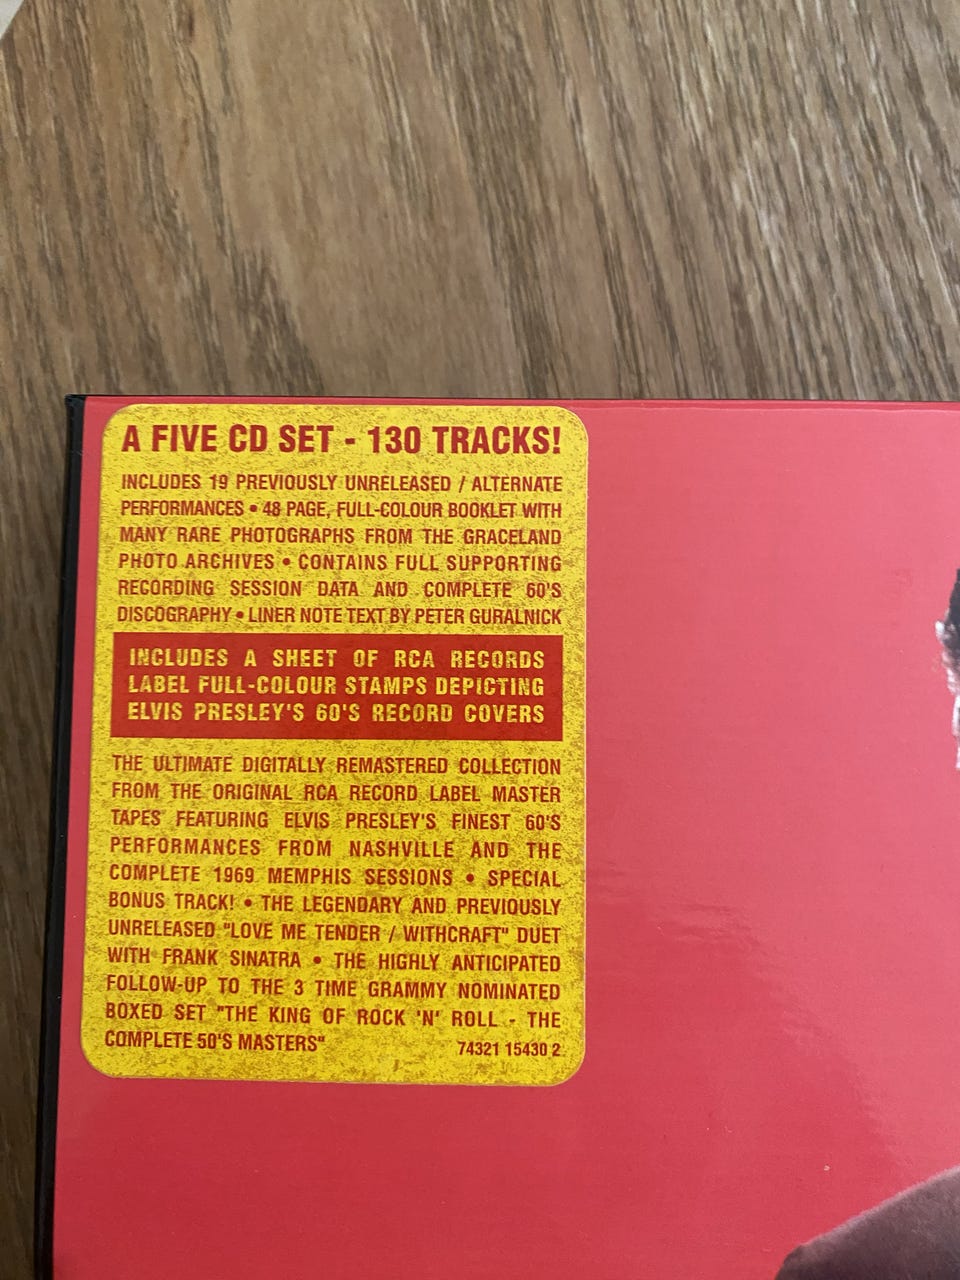 A FIVE CD SET - 130 TRACKS!
INCLUDES 19 PREVIOUSLY UNRELEASED / ALTERNATE
PERFORMANCES • 48 PAGE, FULL-COLOUR BOOKLET WITH
MANY RARE PHOTOGRAPHS FROM THE GRACELAND
PHOTO ARCHIVES • CONTAINS FULL SUPPORTING
RECORDING SESSION DATA AND COMPLETE 60'S
DISCOGRAPHY • LINER NOTE TEXT BY PETER GURALNICK
INCLUDES A SHEET OF RCA RECORDS
LABEL FULL-COLOUR STAMPS DEPICTING
ELVIS PRESLEY'S 60'S RECORD COVERS
THE ULTIMATE DIGITALLY REMASTERED COLLECTION
FROM THE ORIGINAL RCA RECORD LABEL MASTER
TAPES FEATURING ELVIS PRESLEY'S FINEST 60'S
PERFORMANCES FROM NASHVILLE AND THE
COMPLETE 1969 MEMPHIS SESSIONS • SPECIAL
BONUS TRACK! • THE LEGENDARY AND PREVIOUSLY
UNRELEASED "LOVE ME TENDER / WITHCRAFT" DUET
WITH FRANK SINATRA • THE HIGHLY ANTICIPATED
FOLLOW-UP TO THE 3 TIME GRAMMY NOMINATED
BOXED SET "THE KING OF ROCK 'N' ROLL - THE
COMPLETE 50'S MASTERS" 74321 15430 2